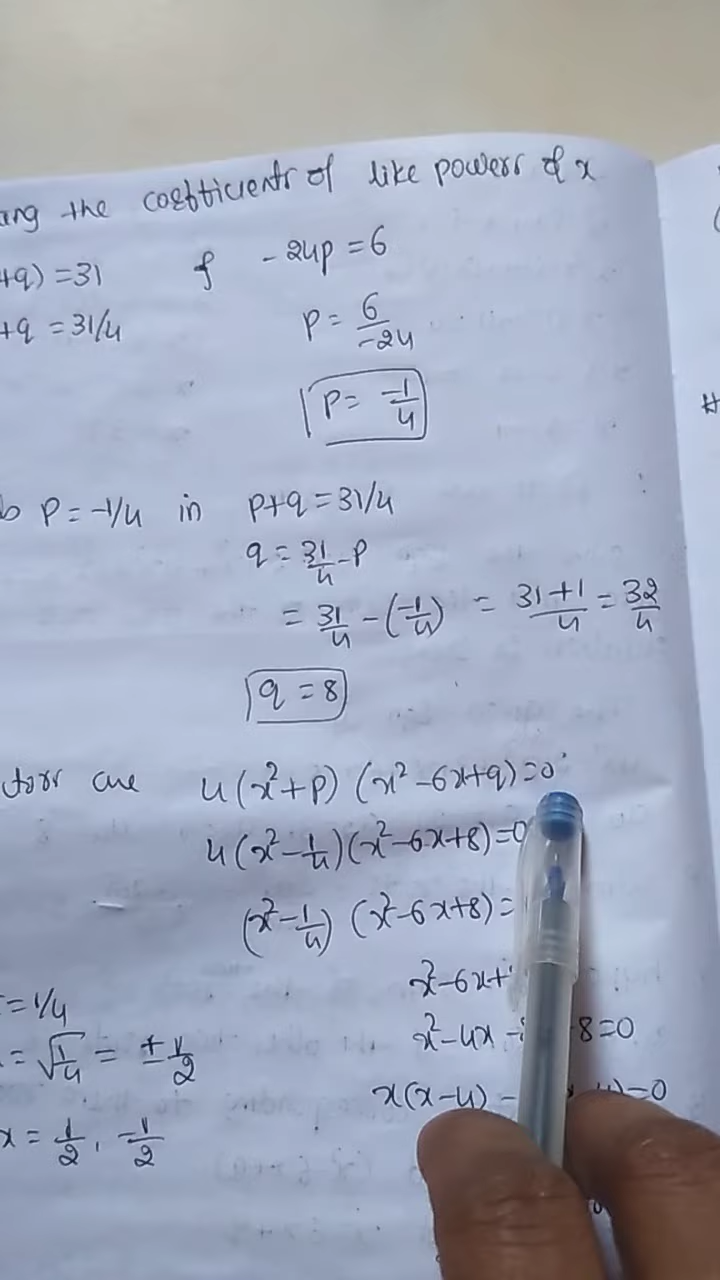 the coefficients of like powers of x
+q) = 31 & -24p = 6
+q = 31/4 p = 6/-24
p = -1/4
p = -1/4 in p+q = 31/4
q = 31/4 - p
= 31/4 - (-1/4) = 31+1/4 = 32/4
q = 8
are 4(x²+p) (x²-6x+q)=0
4(x²-1/4)(x²-6x+8)=0
(x²-1/4) (x²-6x+8)=
x²-6x+
= 1/4
x²-4x - 8=0
= √1/4 = ±1/2
x(x-4) - )=0
x = 1/2, -1/2